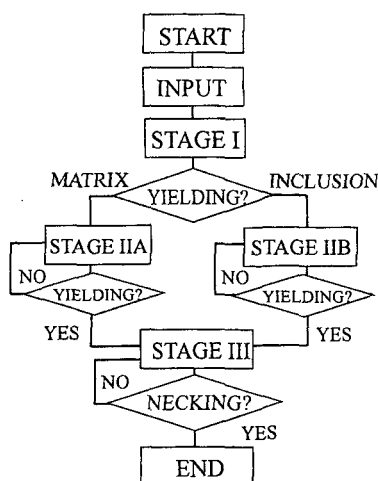 START
INPUT
STAGE I
MATRIX
INCLUSION
YIELDING?
STAGE IIA
STAGE IIB
NO
NO
YIELDING?
YIELDING?
YES
YES
STAGE III
NO
NECKING?
YES
END